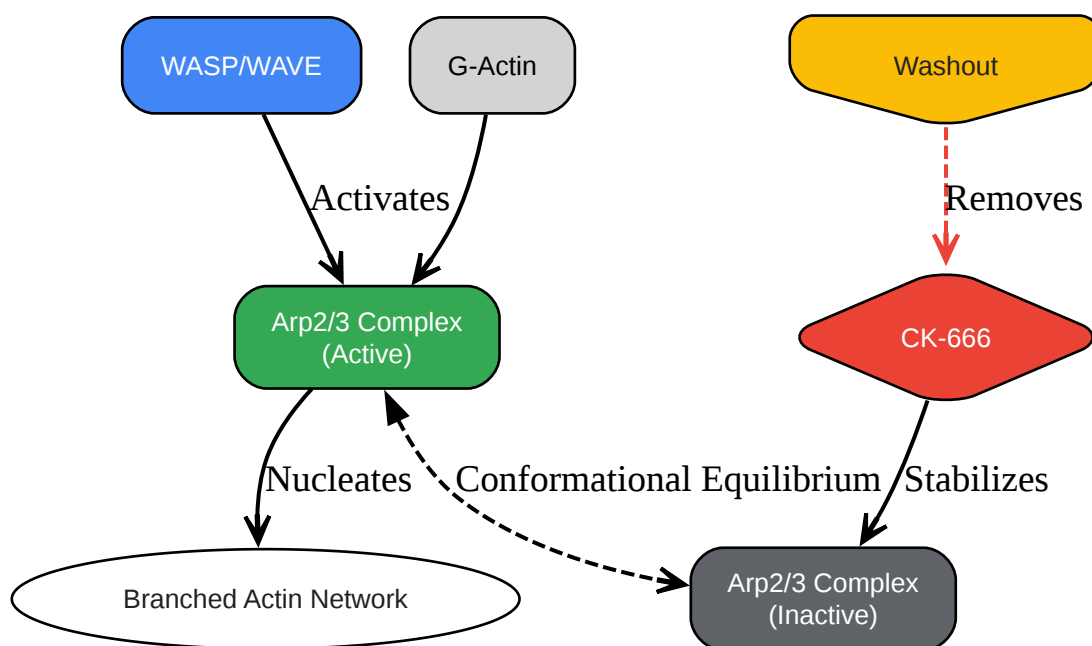 WASP/WAVE
G-Actin
Washout
Activates
Removes
Arp2/3 Complex
(Active)
CK-666
Nucleates
Conformational Equilibrium
Stabilizes
Branched Actin Network
Arp2/3 Complex
(Inactive)